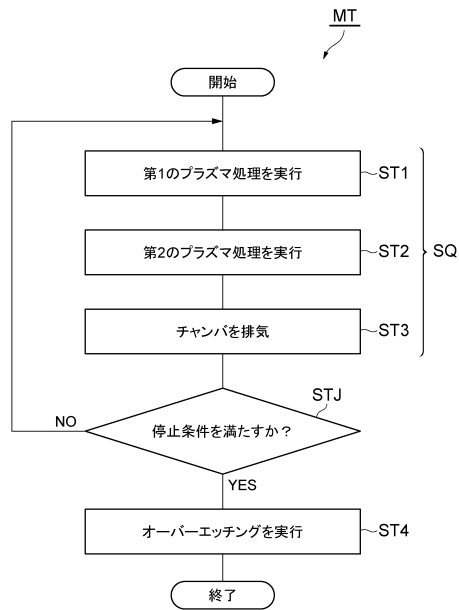 MT
開始
第1のプラズマ処理を実行
ST1
第2のプラズマ処理を実行
ST2
SQ
チャンバを排気
ST3
STJ
停止条件を満たすか？
NO
YES
オーバーエッチングを実行
ST4
終了